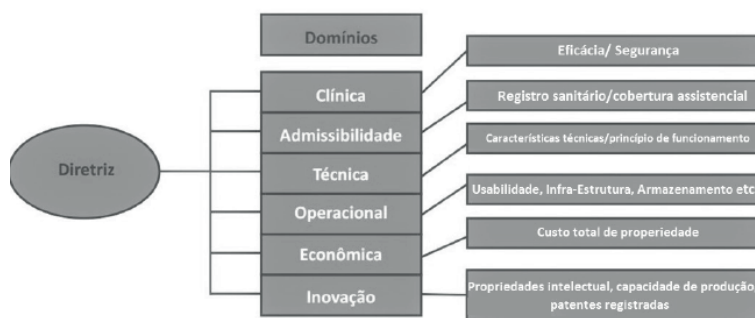 Domínios
Diretriz
Clínica
Admissibilidade
Técnica
Operacional
Econômica
Inovação
Eficácia/ Segurança
Registro sanitário/cobertura assistencial
Características técnicas/princípio de funcionamento
Usabilidade, Infra-Estrutura, Armazenamento etc
Custo total de properiedade
Propriedades intelectual, capacidade de produção
patentes registradas